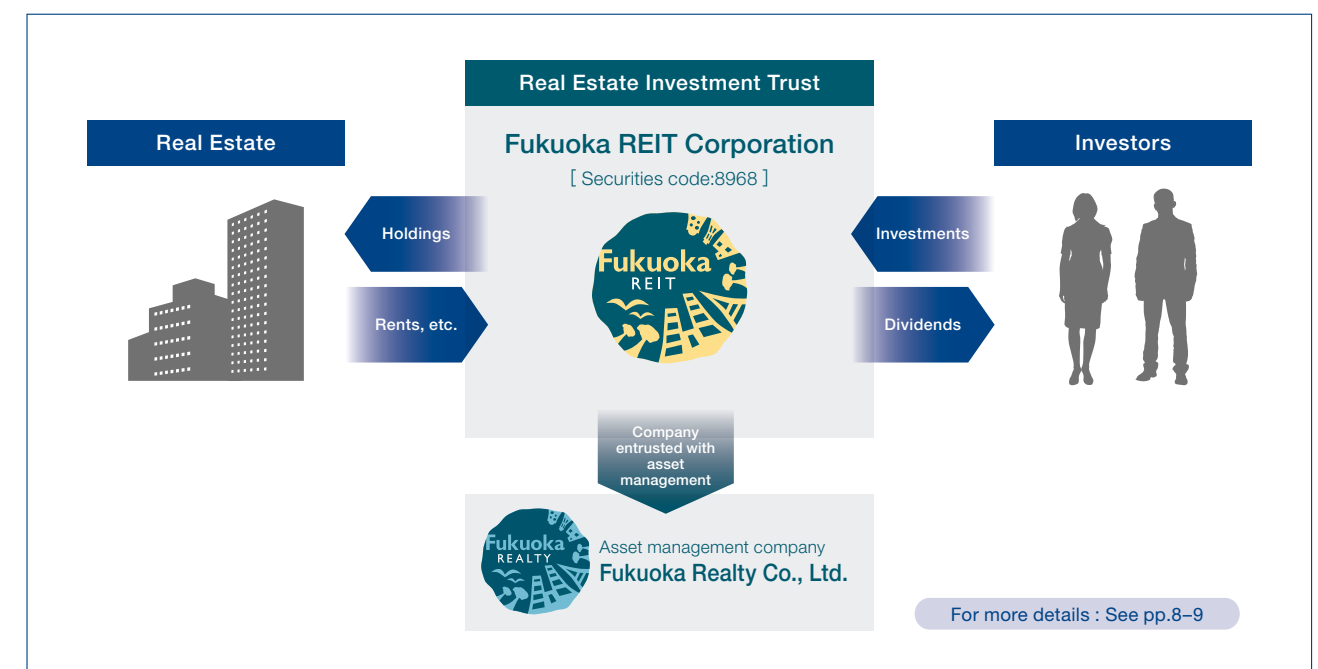 Real Estate Investment Trust
Real Estate
Fukuoka REIT Corporation
[ Securities code:8968 ]
Investors
Holdings
Rents, etc.
Fukuoka
REIT
Investments
Dividends
Company
entrusted with
asset
management
Fukuoka
REALTY
Asset management company
Fukuoka Realty Co., Ltd.
For more details : See pp.8–9